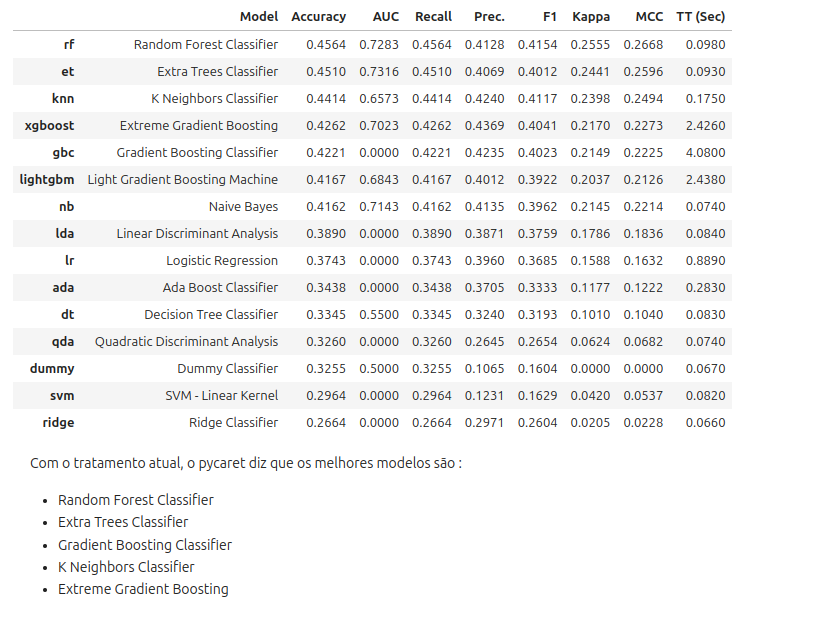 Model Accuracy AUC Recall Prec. F1 Kappa MCC TT (Sec)
rf Random Forest Classifier 0.4564 0.7283 0.4564 0.4128 0.4154 0.2555 0.2668 0.0980
et Extra Trees Classifier 0.4510 0.7316 0.4510 0.4069 0.4012 0.2441 0.2596 0.0930
knn K Neighbors Classifier 0.4414 0.6573 0.4414 0.4240 0.4117 0.2398 0.2494 0.1750
xgboost Extreme Gradient Boosting 0.4262 0.7023 0.4262 0.4369 0.4041 0.2170 0.2273 2.4260
gbc Gradient Boosting Classifier 0.4221 0.0000 0.4221 0.4235 0.4023 0.2149 0.2225 4.0800
lightgbm Light Gradient Boosting Machine 0.4167 0.6843 0.4167 0.4012 0.3922 0.2037 0.2126 2.4380
nb Naive Bayes 0.4162 0.7143 0.4162 0.4135 0.3962 0.2145 0.2214 0.0740
lda Linear Discriminant Analysis 0.3890 0.0000 0.3890 0.3871 0.3759 0.1786 0.1836 0.0840
lr Logistic Regression 0.3743 0.0000 0.3743 0.3960 0.3685 0.1588 0.1632 0.8890
ada Ada Boost Classifier 0.3438 0.0000 0.3438 0.3705 0.3333 0.1177 0.1222 0.2830
dt Decision Tree Classifier 0.3345 0.5500 0.3345 0.3240 0.3193 0.1010 0.1040 0.0830
qda Quadratic Discriminant Analysis 0.3260 0.0000 0.3260 0.2645 0.2654 0.0624 0.0682 0.0740
dummy Dummy Classifier 0.3255 0.5000 0.3255 0.1065 0.1604 0.0000 0.0000 0.0670
svm SVM - Linear Kernel 0.2964 0.0000 0.2964 0.1231 0.1629 0.0420 0.0537 0.0820
ridge Ridge Classifier 0.2664 0.0000 0.2664 0.2971 0.2604 0.0205 0.0228 0.0660
Com o tratamento atual, o pycaret diz que os melhores modelos são :
• Random Forest Classifier
• Extra Trees Classifier
• Gradient Boosting Classifier
• K Neighbors Classifier
• Extreme Gradient Boosting